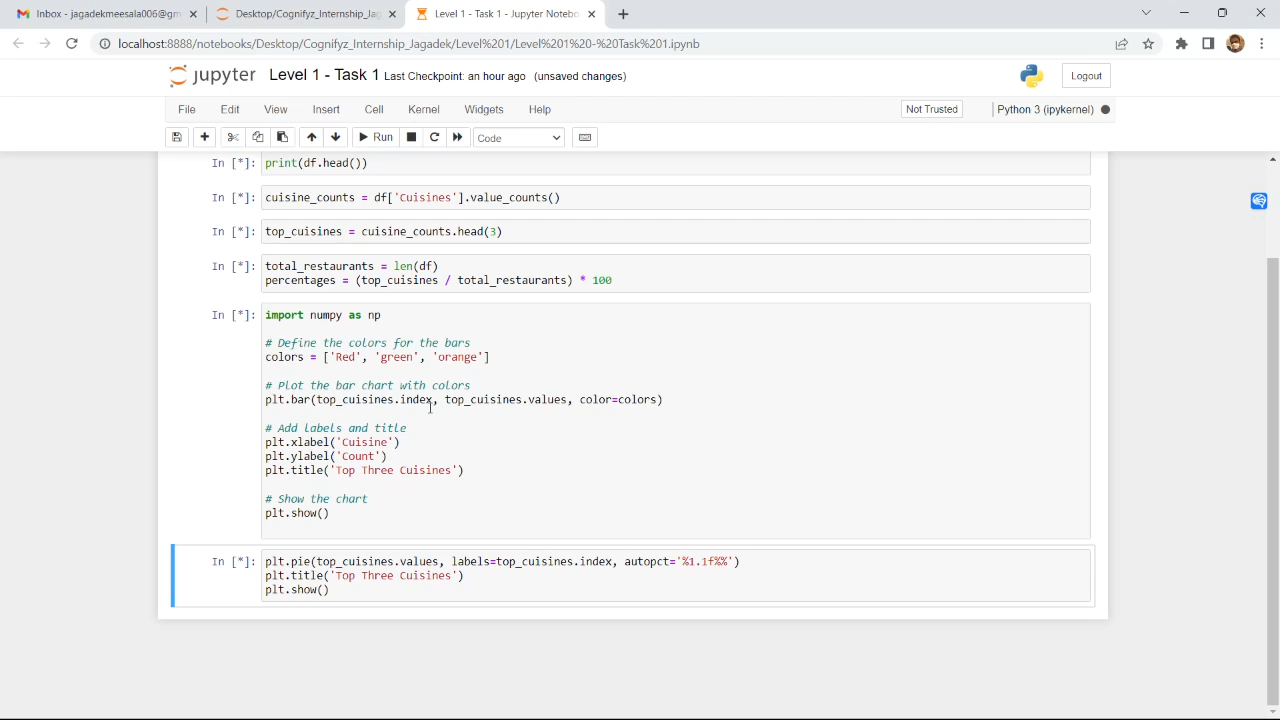 Inbox - jagadekmeesala006@gm
Desktop/Cognifyz_Internship_Jag
Level 1 - Task 1 - Jupyter Notebo
localhost:8888/notebooks/Desktop/Cognifyz_Internship_Jagadek/Level%201/Level%201%20-%20Task%201.ipynb
jupyter Level 1 - Task 1 Last Checkpoint: an hour ago (unsaved changes)
Logout
File Edit View Insert Cell Kernel Widgets Help
Not Trusted
Python 3 (ipykernel)
Run
Code
In [*]: print(df.head())
In [*]: cuisine_counts = df['Cuisines'].value_counts()
In [*]: top_cuisines = cuisine_counts.head(3)
In [*]: total_restaurants = len(df)
percentages = (top_cuisines / total_restaurants) * 100
In [*]: import numpy as np
# Define the colors for the bars
colors = ['Red', 'green', 'orange']
# Plot the bar chart with colors
plt.bar(top_cuisines.index, top_cuisines.values, color=colors)
# Add labels and title
plt.xlabel('Cuisine')
plt.ylabel('Count')
plt.title('Top Three Cuisines')
# Show the chart
plt.show()
In [*]: plt.pie(top_cuisines.values, labels=top_cuisines.index, autopct='%1.1f%%')
plt.title('Top Three Cuisines')
plt.show()